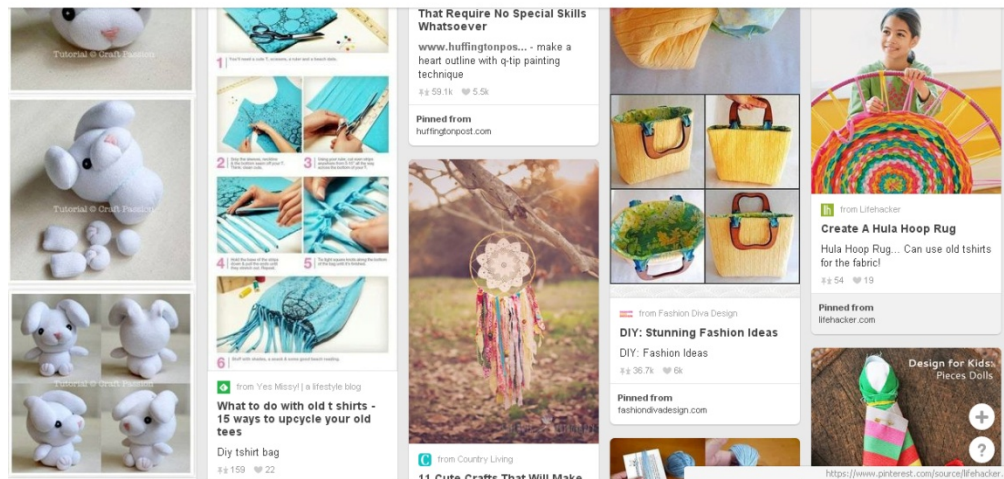 Tutorial © Craft Passion
Tutorial © Craft Passion
Tutorial © Craft Passion
1
2
3
4
5
6
from Yes Missy! | a lifestyle blog
What to do with old t shirts -
15 ways to upcycle your old
tees
Diy tshirt bag
159 22
That Require No Special Skills
Whatsoever
www.huffingtonpos... - make a
heart outline with q-tip painting
technique
59.1k 5.5k
Pinned from
huffingtonpost.com
from Country Living
11 Cute Crafts That Will Make
from Fashion Diva Design
DIY: Stunning Fashion Ideas
DIY: Fashion Ideas
36.7k 6k
Pinned from
fashiondivadesign.com
h from Lifehacker
Create A Hula Hoop Rug
Hula Hoop Rug... Can use old tshirts
for the fabric!
54 19
Pinned from
lifehacker.com
Design for Kids:
Pieces Dolls
+
?
https://www.pinterest.com/source/lifehacker.